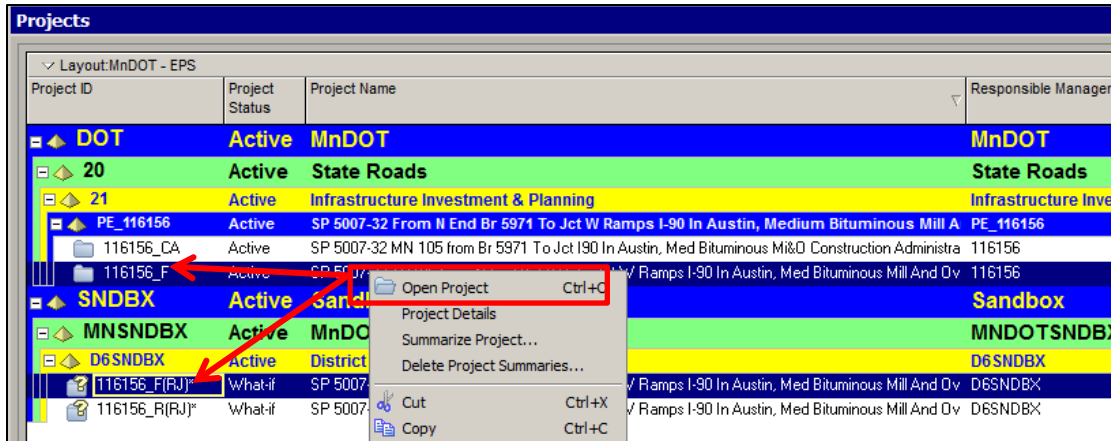 Projects
Layout:MnDOT - EPS
Project ID Project Status Project Name Responsible Manager
DOT Active MnDOT MnDOT
20 Active State Roads State Roads
21 Active Infrastructure Investment & Planning Infrastructure
PE_116156 Active SP 5007-32 From N End Br 5971 To Jct W Ramps I-90 In Austin, Medium Bituminous Mill PE_116156
116156_CA Active SP 5007-32 MN 105 from Br 5971 To Jct I90 In Austin, Med Bituminous Mi&O Construction Administra 116156
116156_F Active SP Ramps I-90 In Austin, Med Bituminous Mill And Ov 116156
Open Project
SNDBX Active Sandbox
Project Details
MNSNDBX Active MnDO MNDOTSNDB
Summarize Project...
D6SNDBX Active District D6SNDBX
Delete Project Summaries...
116156_F(RJ)* What-if SP 5007- Ramps I-90 In Austin, Med Bituminous Mill And Ov D6SNDBX
Cut Ctrl+X
116156_R(RJ)* What-if SP 5007- Ramps I-90 In Austin, Med Bituminous Mill And Ov D6SNDBX
Copy Ctrl+C